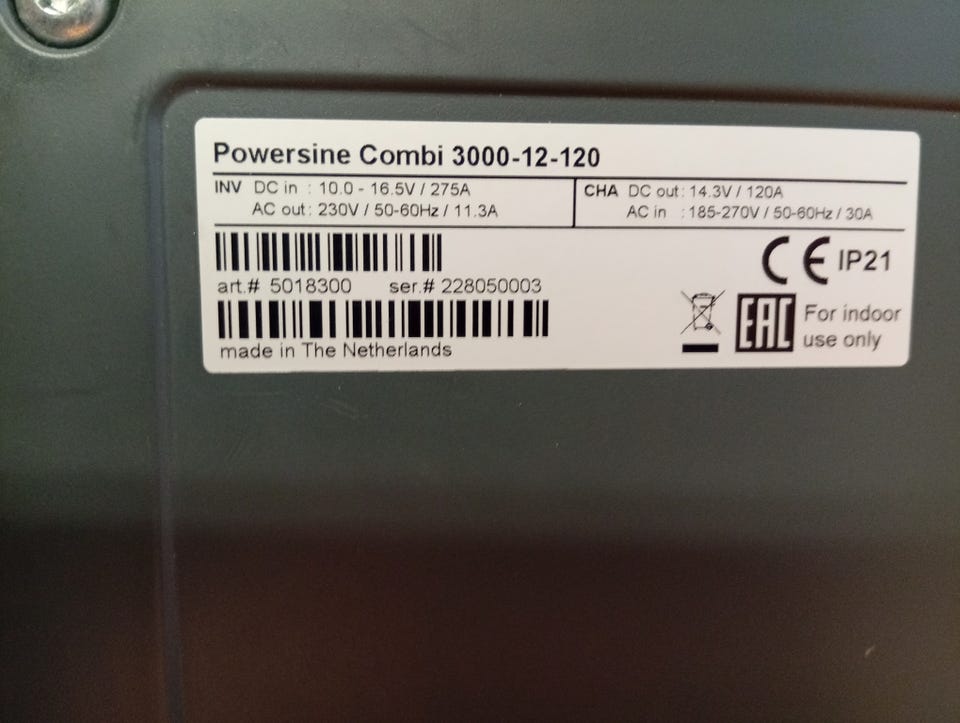 Powersine Combi 3000-12-120
INV DC in : 10.0 - 16.5V / 275A
AC out : 230V / 50-60Hz / 11.3A
CHA DC out : 14.3V / 120A
AC in : 185-270V / 50-60Hz / 30A
art.# 5018300 ser.# 228050003
made in The Netherlands
CE IP21
EAC For indoor
use only